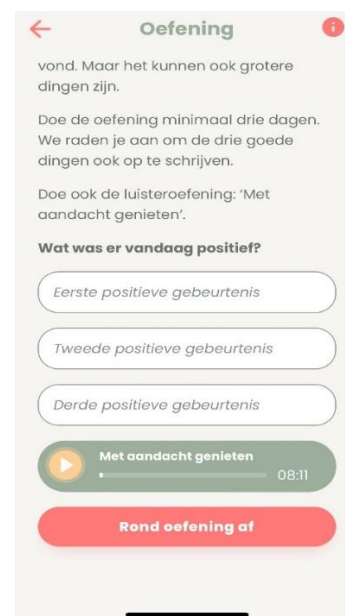 Oefening
vond. Maar het kunnen ook grotere
dingen zijn.
Doe de oefening minimaal drie dagen.
We raden je aan om de drie goede
dingen ook op te schrijven.
Doe ook de luisteroefening: ‘Met
aandacht genieten’.
Wat was er vandaag positief?
Eerste positieve gebeurtenis
Tweede positieve gebeurtenis
Derde positieve gebeurtenis
Met aandacht genieten
08:11
Rond oefening af